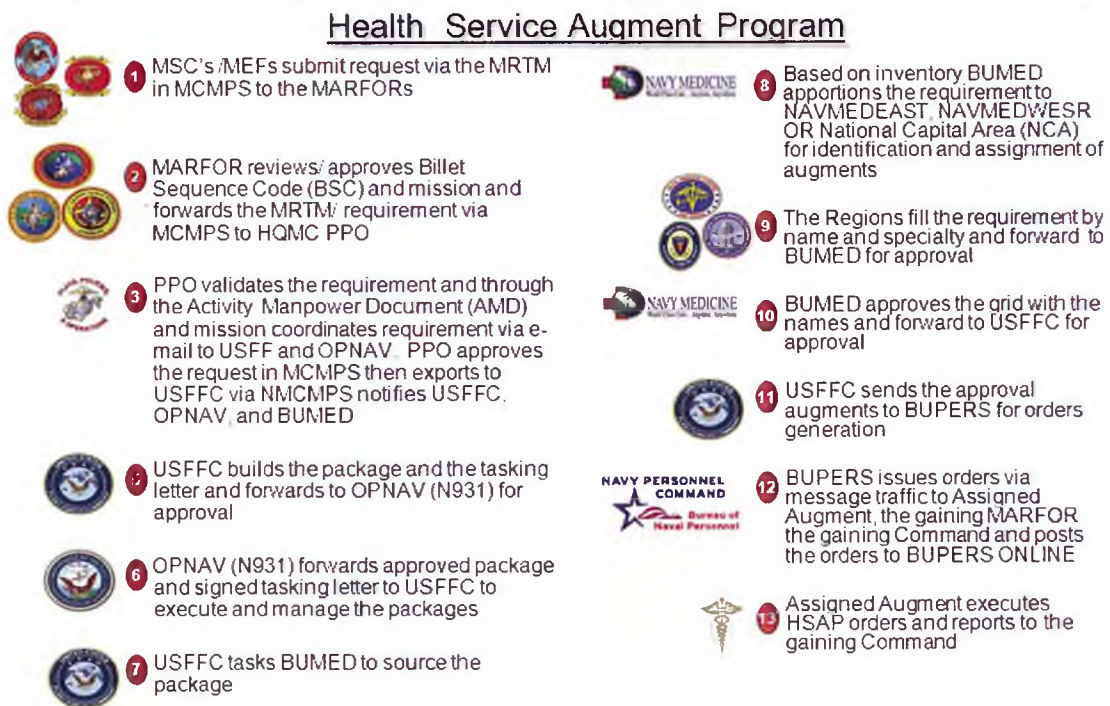 Health Service Augment Program
1
MSC's /MEFs submit request via the MRTM
in MCMPS to the MARFORs
2
MARFOR reviews/ approves Billet
Sequence Code (BSC) and mission and
forwards the MRTM/ requirement via
MCMPS to HQMC PPO
3
PPO validates the requirement and through
the Activity Manpower Document (AMD)
and mission coordinates requirement via e-
mail to USFF and OPNAV. PPO approves
the request in MCMPS then exports to
USFFC via NMCMPS notifies USFFC,
OPNAV, and BUMED
USFFC builds the package and the tasking
letter and forwards to OPNAV (N931) for
approval
6
OPNAV (N931) forwards approved package
and signed tasking letter to USFFC to
execute and manage the packages
7
USFFC tasks BUMED to source the
package
NAVY MEDICINE
8
Based on inventory BUMED
apportions the requirement to
NAVMEDEAST, NAVMEDWESR
OR National Capital Area (NCA)
for identification and assignment of
augments
9
The Regions fill the requirement by
name and specialty and forward to
BUMED for approval
NAVY MEDICINE
10
BUMED approves the grid with the
names and forward to USFFC for
approval
11
USFFC sends the approval
augments to BUPERS for orders
generation
NAVY PERSONNEL
COMMAND
Bureau of
Naval Personnel
12
BUPERS issues orders via
message traffic to Assigned
Augment, the gaining MARFOR
the gaining Command and posts
the orders to BUPERS ONLINE
13
Assigned Augment executes
HSAP orders and reports to the
gaining Command